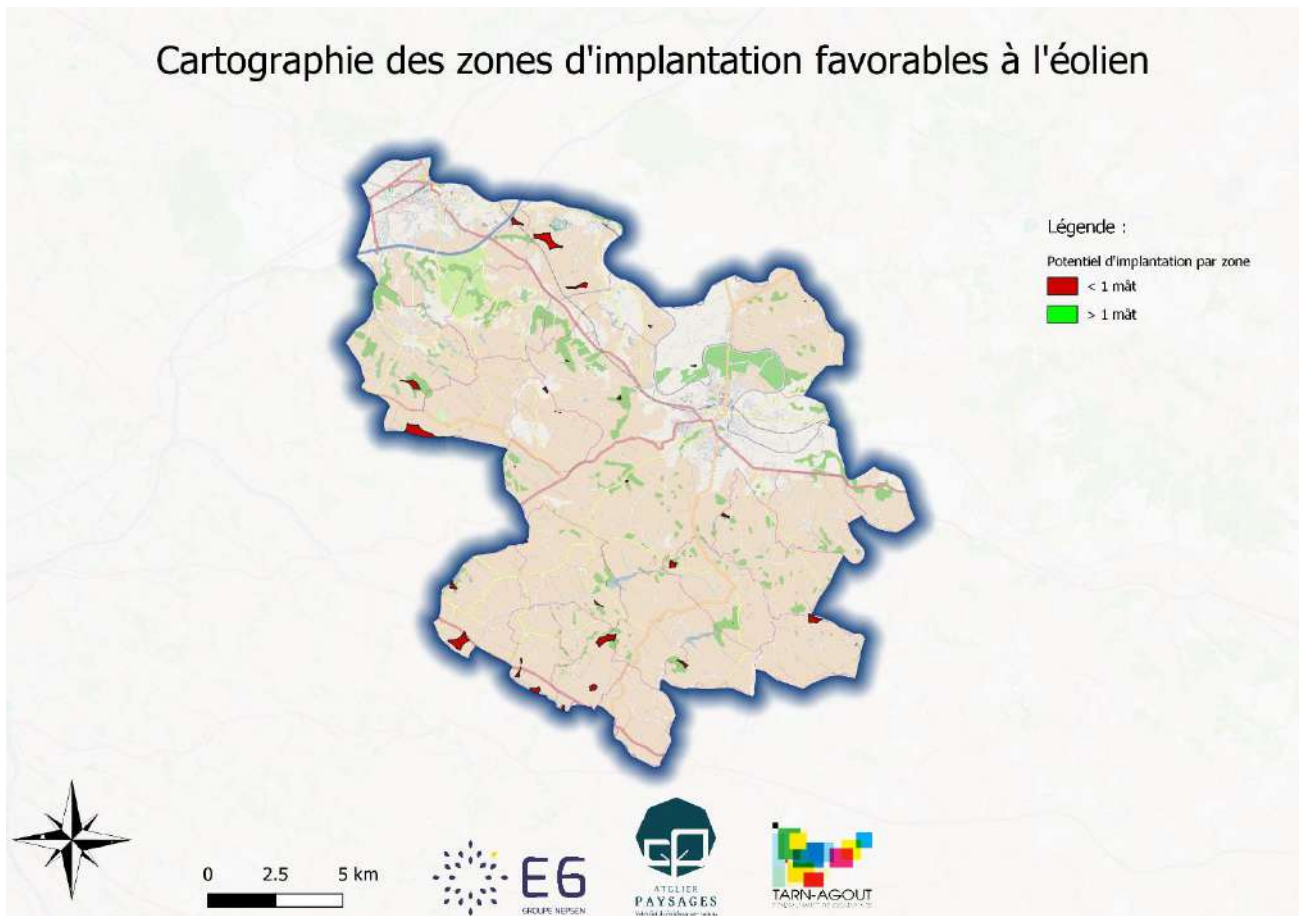 Cartographie des zones d'implantation favorables à l'éolien
Légende :
Potentiel d'implantation par zone
< 1 mât
> 1 mât
0 2.5 5 km
E6
GROUPE NEPSEN
ATELIER
PAYSAGES
TARN-AGOUT